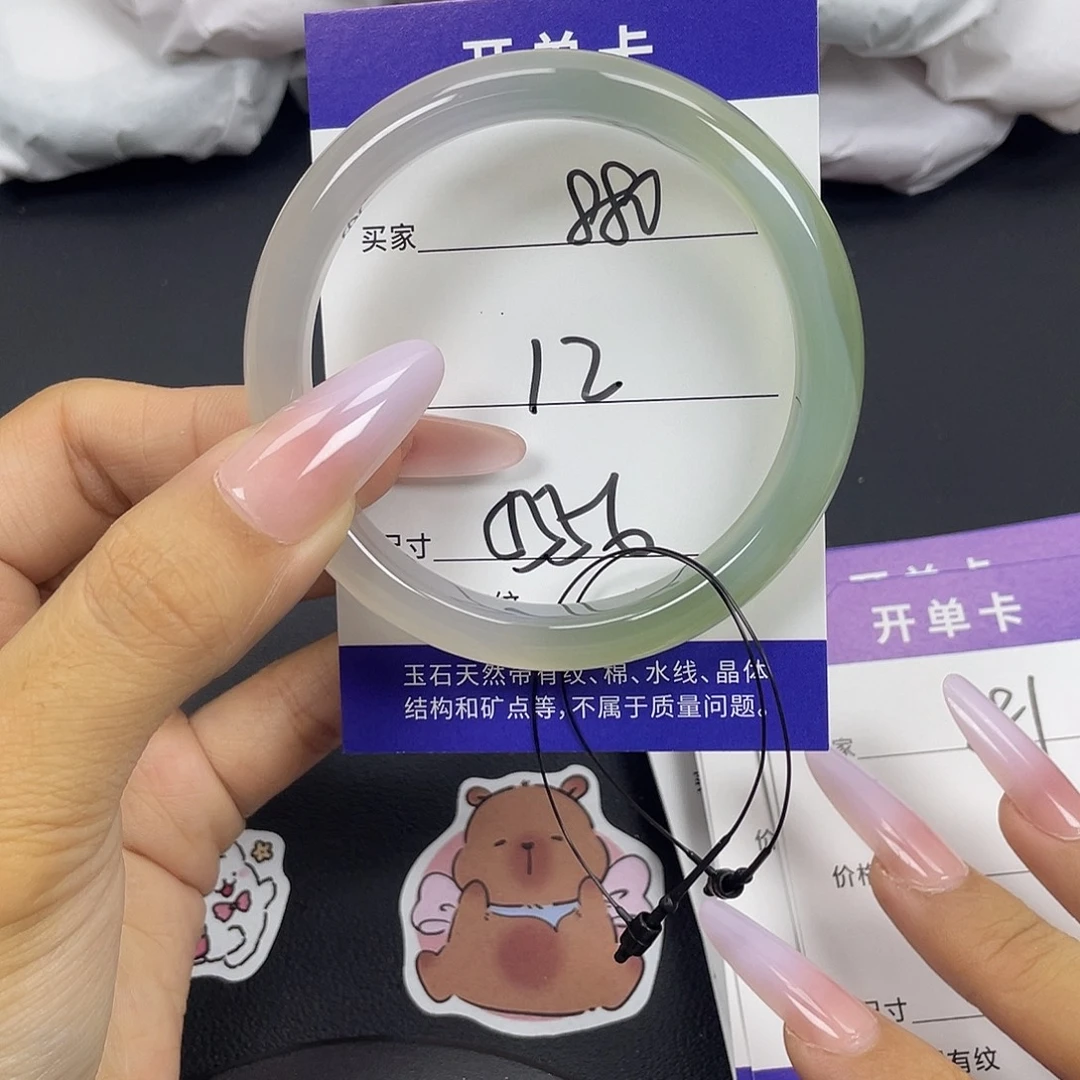 开单卡
买家 880
12
尺寸 056
纹
玉石天然带有纹、棉、水线、晶体
结构和矿点等,不属于质量问题。
开单卡
家
价格
尺寸
有纹